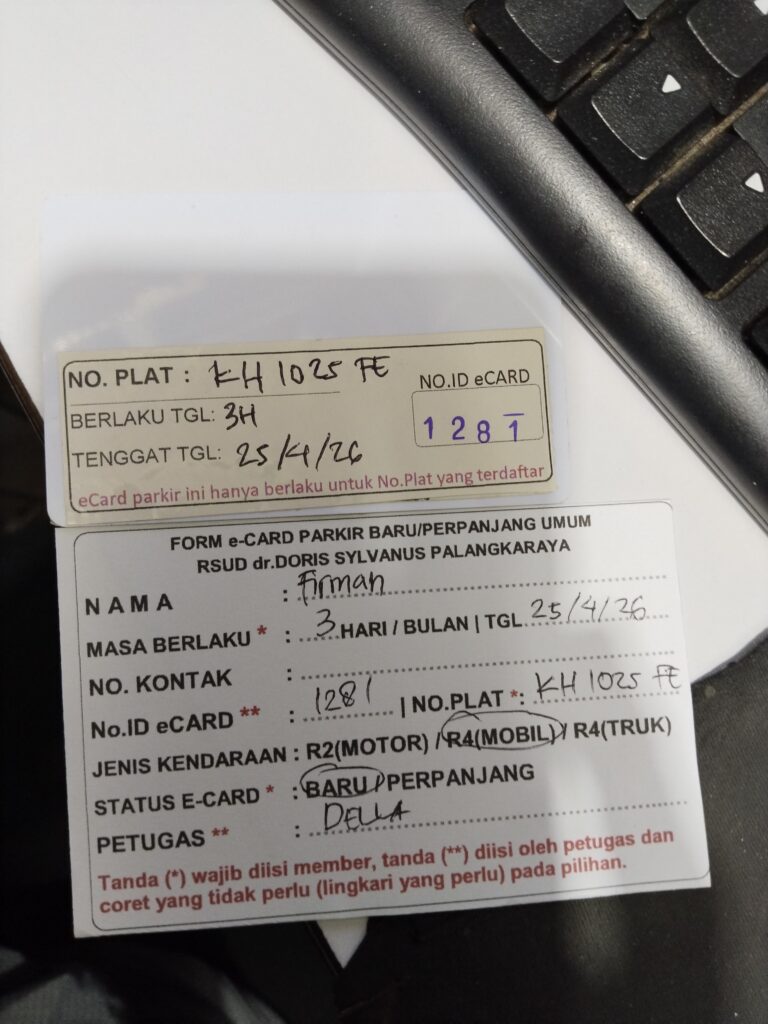 NO. PLAT : KH 1025 FE
BERLAKU TGL: 3H
TENGGAT TGL: 25/4/26
NO.ID eCARD
1281
eCard parkir ini hanya berlaku untuk No.Plat yang terdaftar
FORM e-CARD PARKIR BARU/PERPANJANG UMUM
RSUD dr.DORIS SYLVANUS PALANGKARAYA
NAMA : Firman
MASA BERLAKU * : 3 HARI / BULAN | TGL 25/4/26
NO. KONTAK :
No.ID eCARD ** : 1281 | NO.PLAT *: KH 1025 FE
JENIS KENDARAAN : R2(MOTOR) / R4(MOBIL) / R4(TRUK)
STATUS E-CARD * : BARU / PERPANJANG
PETUGAS ** : DELLA
Tanda (*) wajib diisi member, tanda (**) diisi oleh petugas dan
coret yang tidak perlu (lingkari yang perlu) pada pilihan.